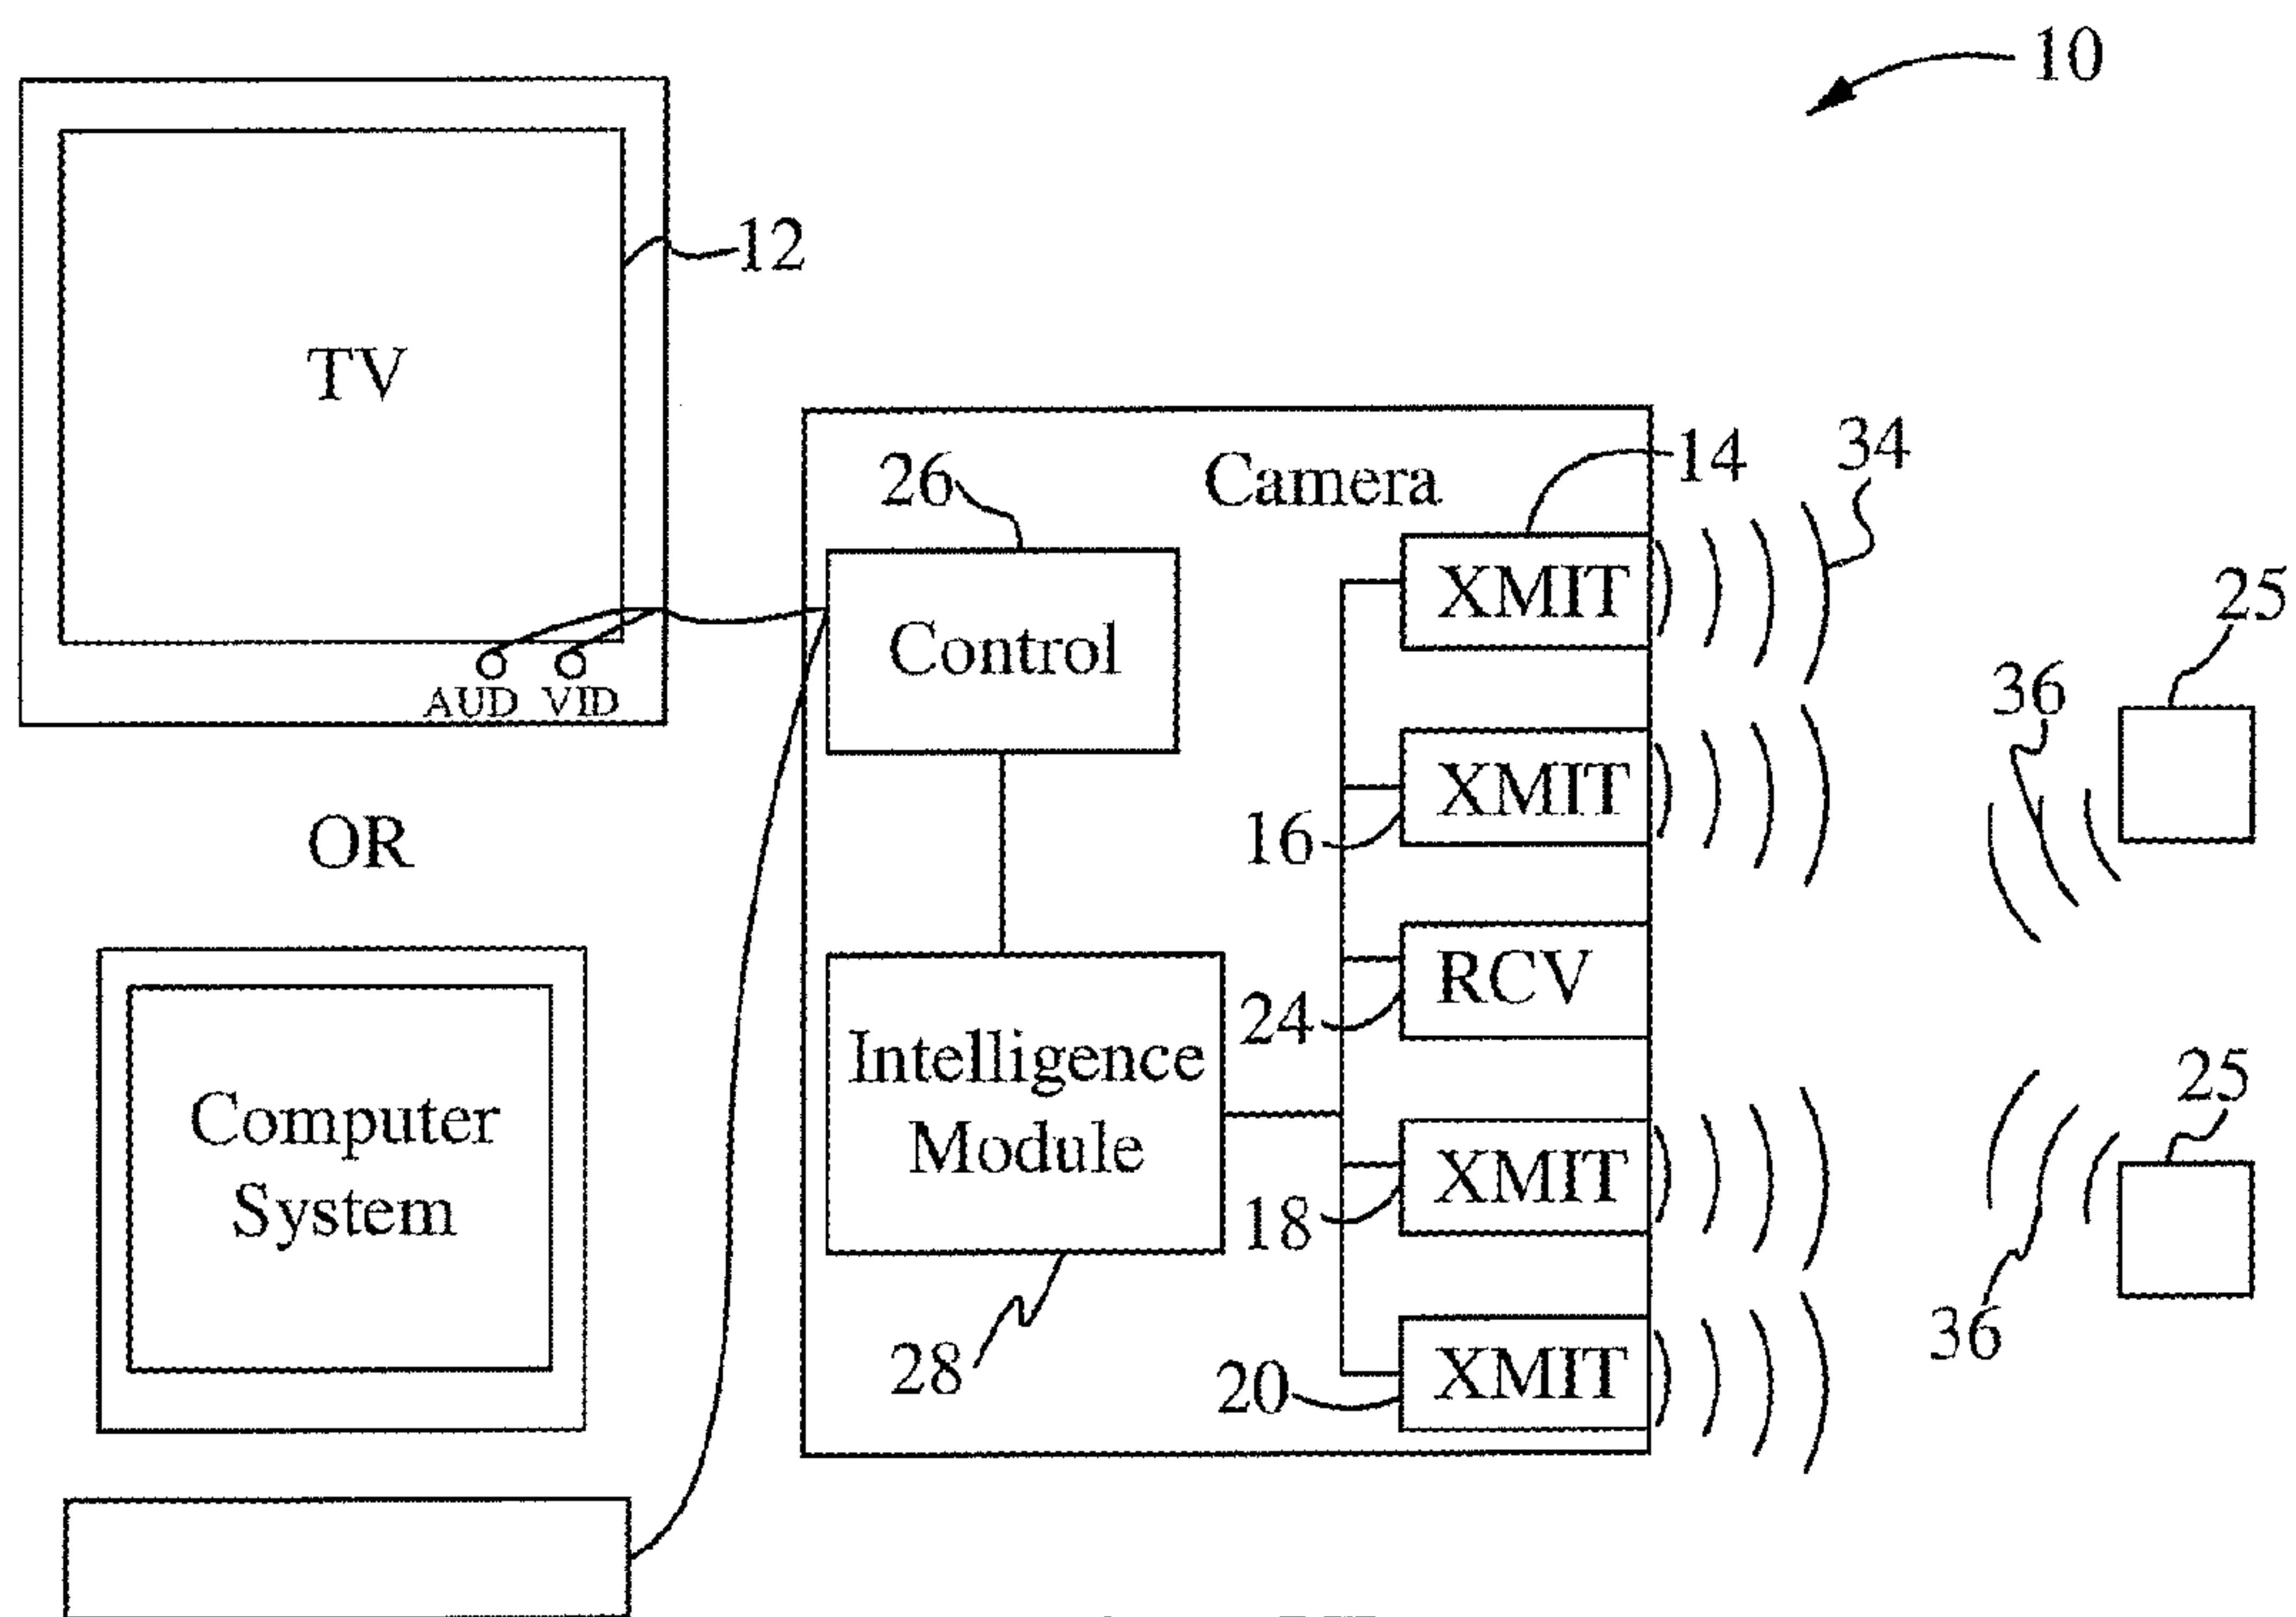 10
12
TV
AUD VID
OR
Computer
System
Camera
26
Control
14
34
XMIT
25
36
16
XMIT
24
RCV
Intelligence
Module
28
18
XMIT
25
36
20
XMIT